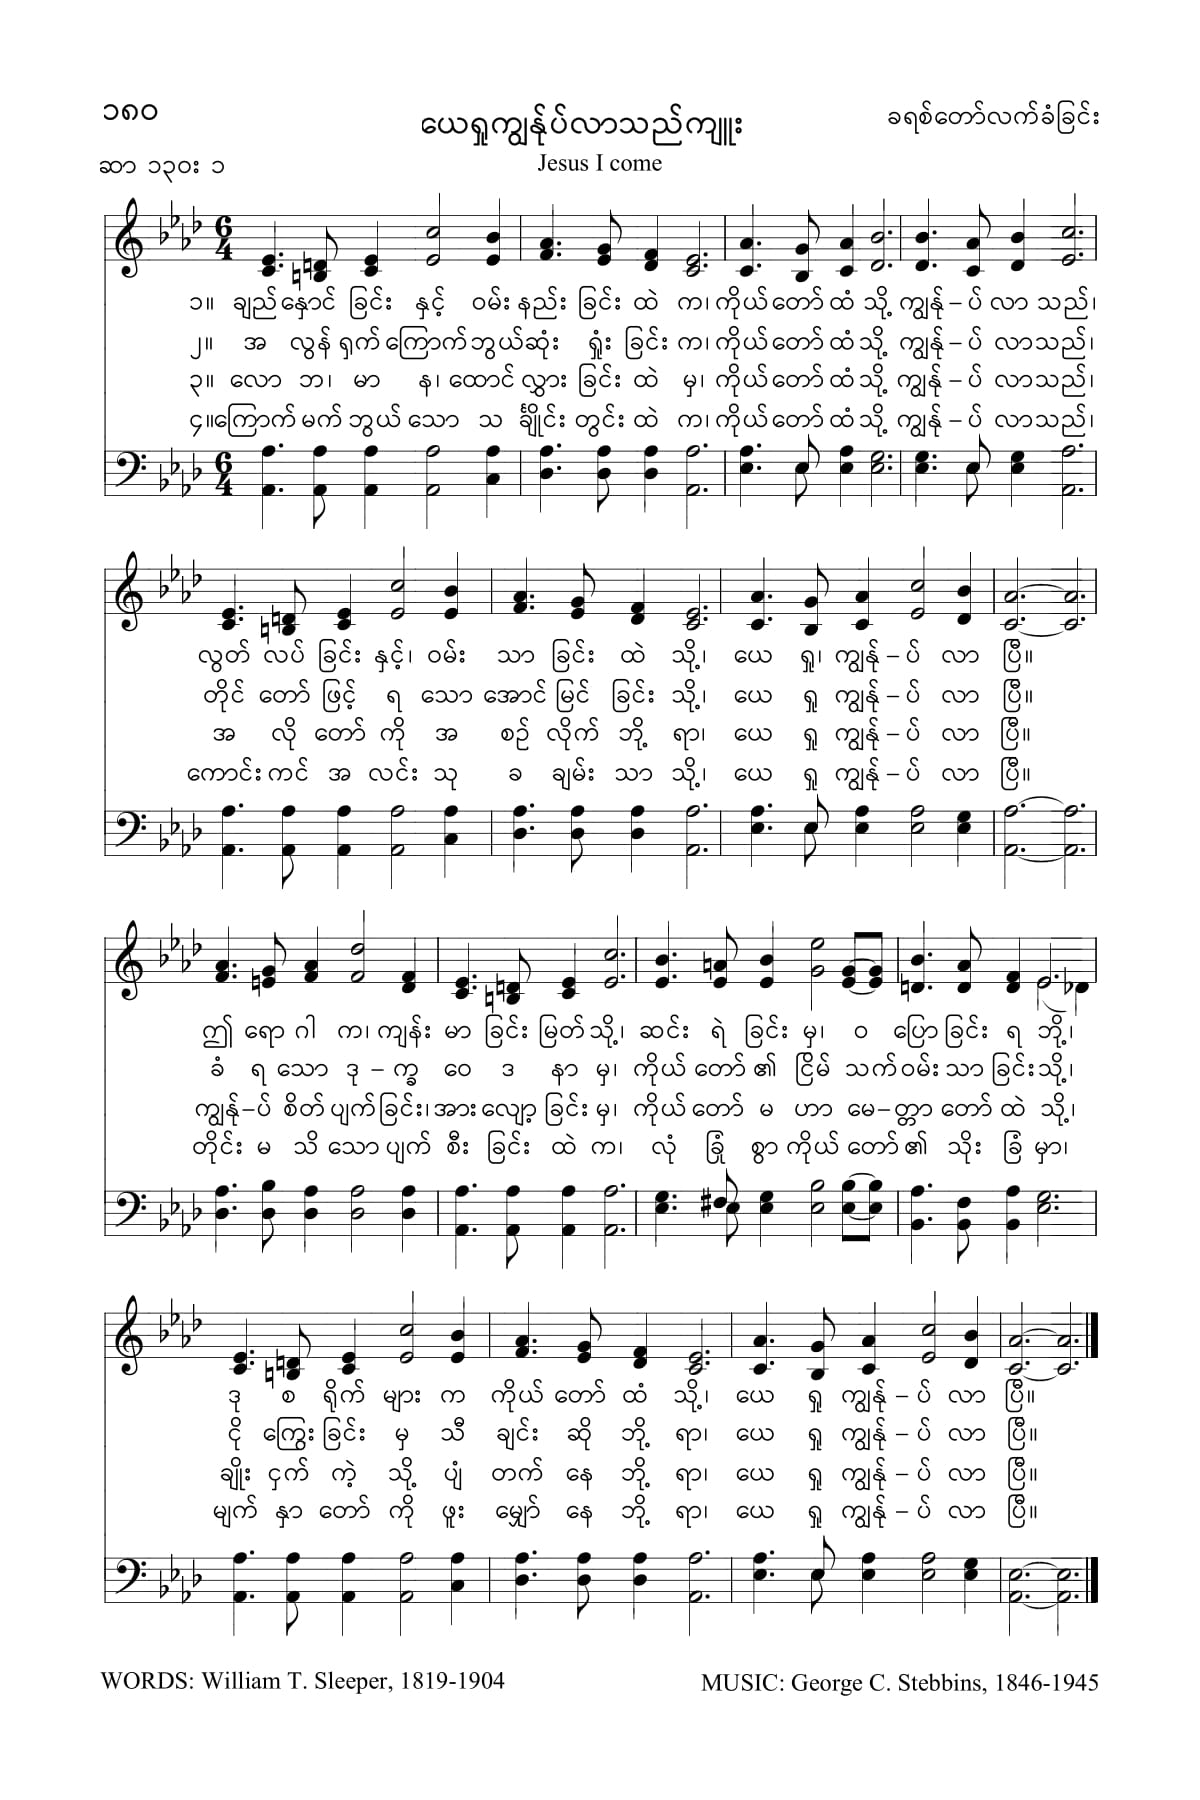 ၁၈၀
ယေရှုကျွန်ုပ်လာသည်ကျူး
ခရစ်တော်လက်ခံခြင်း
ဆာ ၁၃၀း ၁
Jesus I come
၁။ ချည်နှောင် ခြင်း နှင့် ဝမ်းနည်း ခြင်း ထဲ က၊ ကိုယ်တော် ထံ သို့ ကျွန်ု – ပ် လာ သည်၊
၂။ အ လွန် ရှက် ကြောက်ဘွယ်ဆုံး ရှုံး ခြင်း က၊ ကိုယ်တော် ထံ သို့ ကျွန်ု – ပ် လာသည်၊
၃။ လော ဘ၊ မာ န၊ ထောင် လွှား ခြင်း ထဲ မှ၊ ကိုယ်တော် ထံ သို့ ကျွန်ု – ပ် လာသည်၊
၄။ကြောက် မက် ဘွယ် သော သ င်္ချိုင်း တွင်း ထဲ က၊ ကိုယ်တော် ထံ သို့ ကျွန်ု – ပ် လာသည်၊
လွတ် လပ် ခြင်း နှင့်၊ ဝမ်း သာ ခြင်း ထဲ သို့၊ ယေ ရှု၊ ကျွန်ု – ပ် လာ ပြီ။
တိုင် တော် ဖြင့် ရ သော အောင် မြင် ခြင်း သို့၊ ယေ ရှု ကျွန်ု – ပ် လာ ပြီ။
အ လို တော် ကို အ စဉ် လိုက် ဘို့ ရာ၊ ယေ ရှု ကျွန်ု – ပ် လာ ပြီ။
ကောင်း ကင် အ လင်း သု ခ ချမ်း သာ သို့၊ ယေ ရှု ကျွန်ု – ပ် လာ ပြီ။
ဤ ရော ဂါ က၊ ကျန်း မာ ခြင်း မြတ် သို့၊ ဆင်း ရဲ ခြင်း မှ၊ ဝ ပြော ခြင်း ရ ဘို့၊
ခံ ရ သော ဒု – က္ခ ဝေ ဒ နာ မှ၊ ကိုယ် တော် ၏ ငြိမ် သက် ဝမ်း သာ ခြင်း သို့၊
ကျွန်ု–ပ် စိတ် ပျက် ခြင်း၊ အား လျော့ ခြင်း မှ၊ ကိုယ် တော် မ ဟာ မေ–တ္တာ တော် ထဲ သို့၊
တိုင်း မ သိ သော ပျက် စီး ခြင်း ထဲ က၊ လုံ ခြုံ စွာ ကိုယ် တော် ၏ သိုး ခြံ မှာ၊
ဒု စ ရိုက် များ က ကိုယ် တော် ထံ သို့၊ ယေ ရှု ကျွန်ု – ပ် လာ ပြီ။
ငို ကြွေး ခြင်း မှ သီ ချင်း ဆို ဘို့ ရာ၊ ယေ ရှု ကျွန်ု – ပ် လာ ပြီ။
ချိုး ငှက် ကဲ့ သို့ ပျံ တက် နေ ဘို့ ရာ၊ ယေ ရှု ကျွန်ု – ပ် လာ ပြီ။
မျက် နှာ တော် ကို ဖူး မျှော် နေ ဘို့ ရာ၊ ယေ ရှု ကျွန်ု – ပ် လာ ပြီ။
WORDS: William T. Sleeper, 1819-1904
MUSIC: George C. Stebbins, 1846-1945